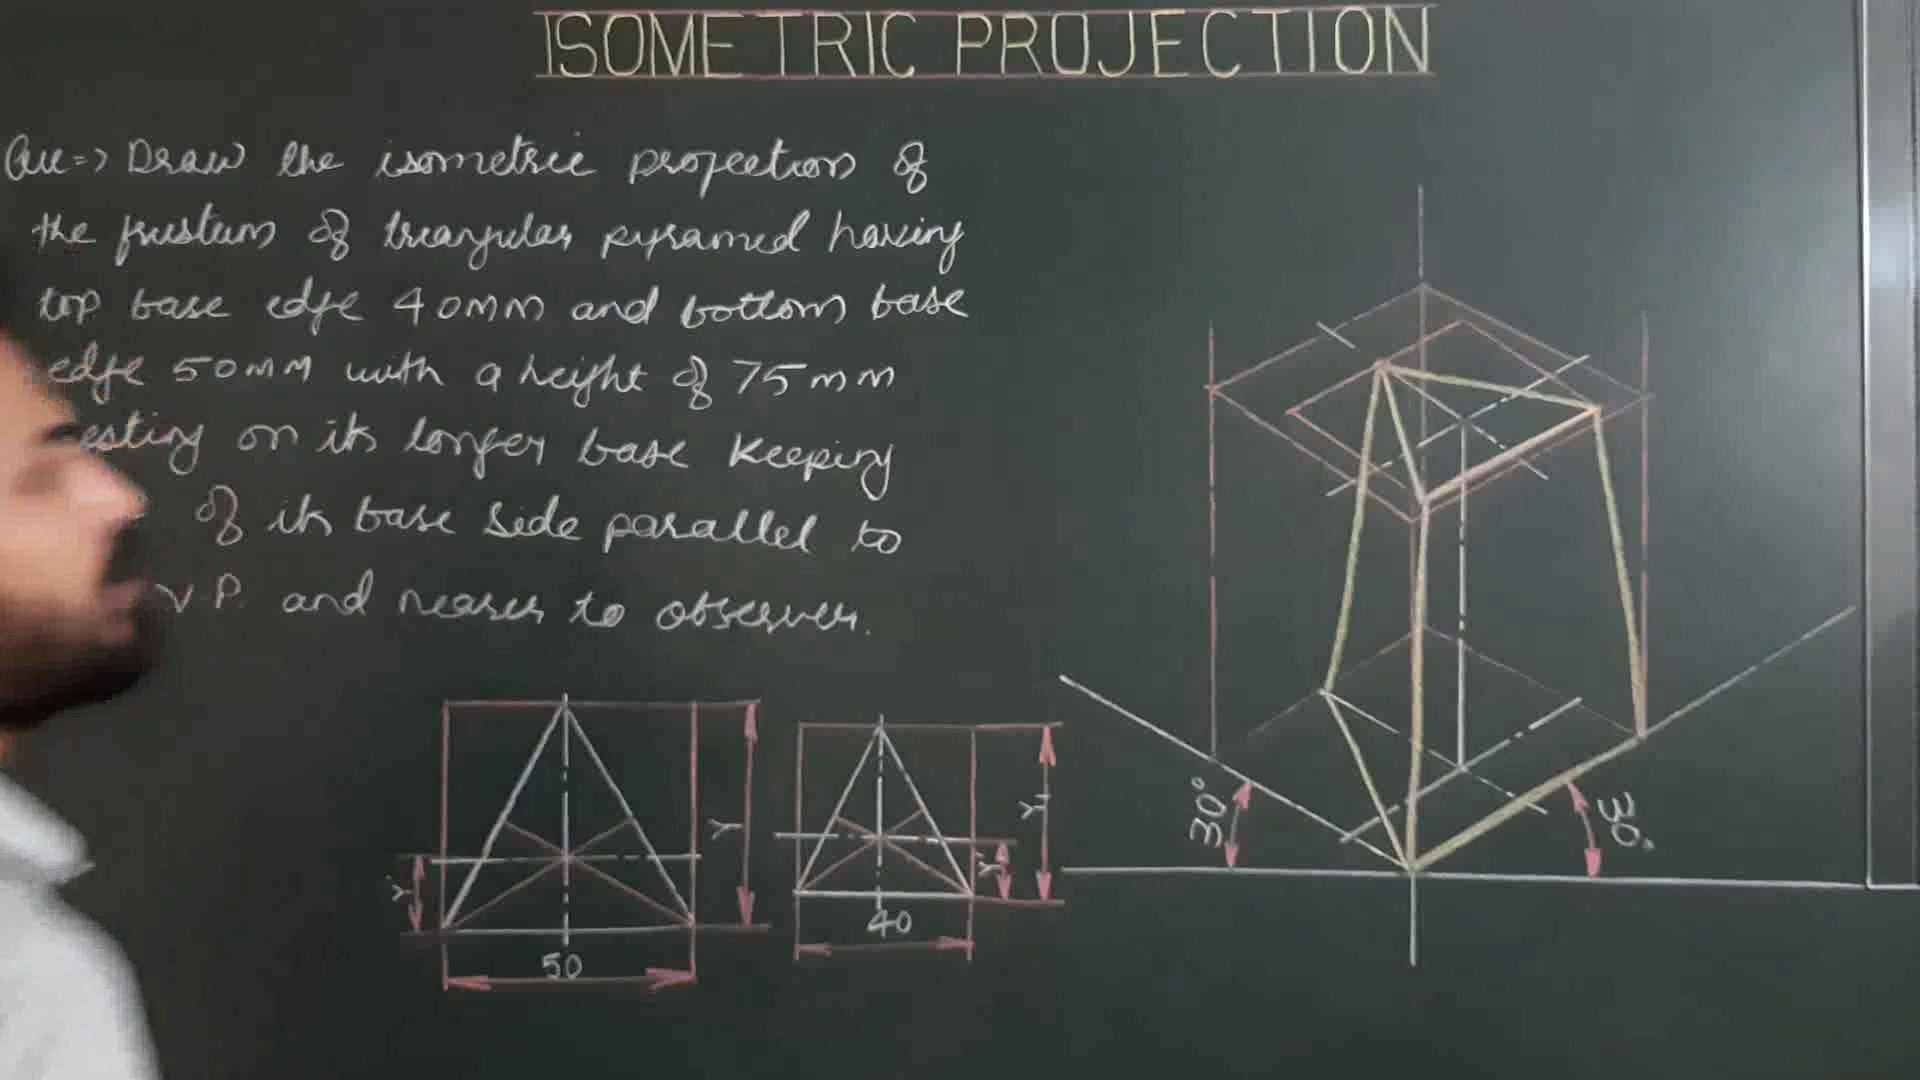 ISOMETRIC PROJECTION
Que=> Draw the isometric projection of
the frustum of triangular pyramid having
top base edge 40MM and bottom base
edge 50MM with a height of 75mm
esting on its longer base keeping
of its base side parallel to
V.P. and nearer to observer.
50
40
Y
Y'
Y1
Y'
30°
30°